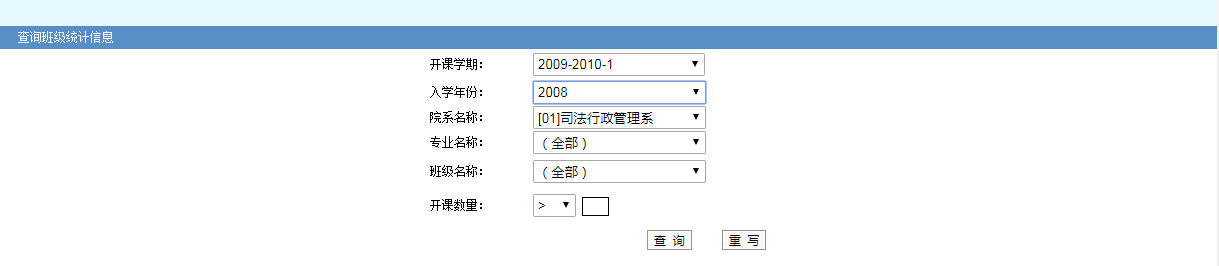 查询班级统计信息
开课学期： 2009-2010-1
入学年份： 2008
院系名称： [01]司法行政管理系
专业名称： （全部）
班级名称： （全部）
开课数量： >
查 询 重 写